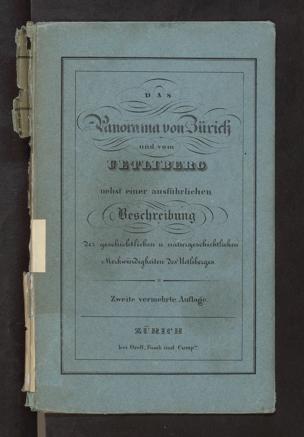 DAS
Panorama von Zürich
und vom
UETLIBERG
nebst einer ausführlichen
Beschreibung
der geschichtlichen u. naturgeschichtlichen
Merkwürdigkeiten des Uetliberges.
Zweite vermehrte Auflage.
ZÜRICH
bei Orell, Füssli und Comp.